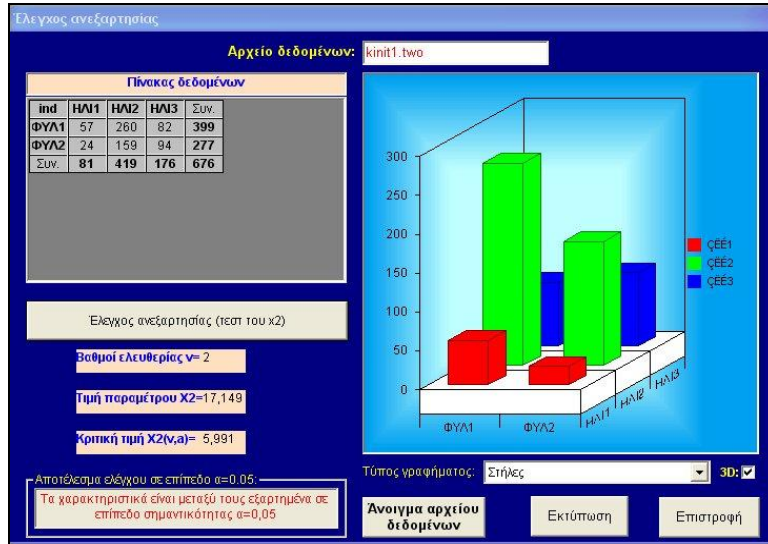 Έλεγχος ανεξαρτησίας
Αρχείο δεδομένων: kinit1.two
Πίνακας δεδομένων
ind ΗΛΙ1 ΗΛΙ2 ΗΛΙ3 Συν.
ΦΥΛ1 57 260 82 399
ΦΥΛ2 24 159 94 277
Συν. 81 419 176 676
Έλεγχος ανεξαρτησίας (τεστ του x2)
Βαθμοί ελευθερίας ν= 2
Τιμή παραμέτρου Χ2=17,149
Κριτική τιμή Χ2(ν,α)= 5,991
Αποτέλεσμα ελέγχου σε επίπεδο α=0.05:
Τα χαρακτηριστικά είναι μεταξύ τους εξαρτημένα σε
επίπεδο σημαντικότητας α=0,05
300
250
200
150
100
50
0
ΦΥΛ1
ΦΥΛ2
ΗΛΙ1
ΗΛΙ2
ΗΛΙ3
ÇËÉ1
ÇËÉ2
ÇËÉ3
Τύπος γραφήματος: Στήλες
3D:
Άνοιγμα αρχείου
δεδομένων
Εκτύπωση
Επιστροφή